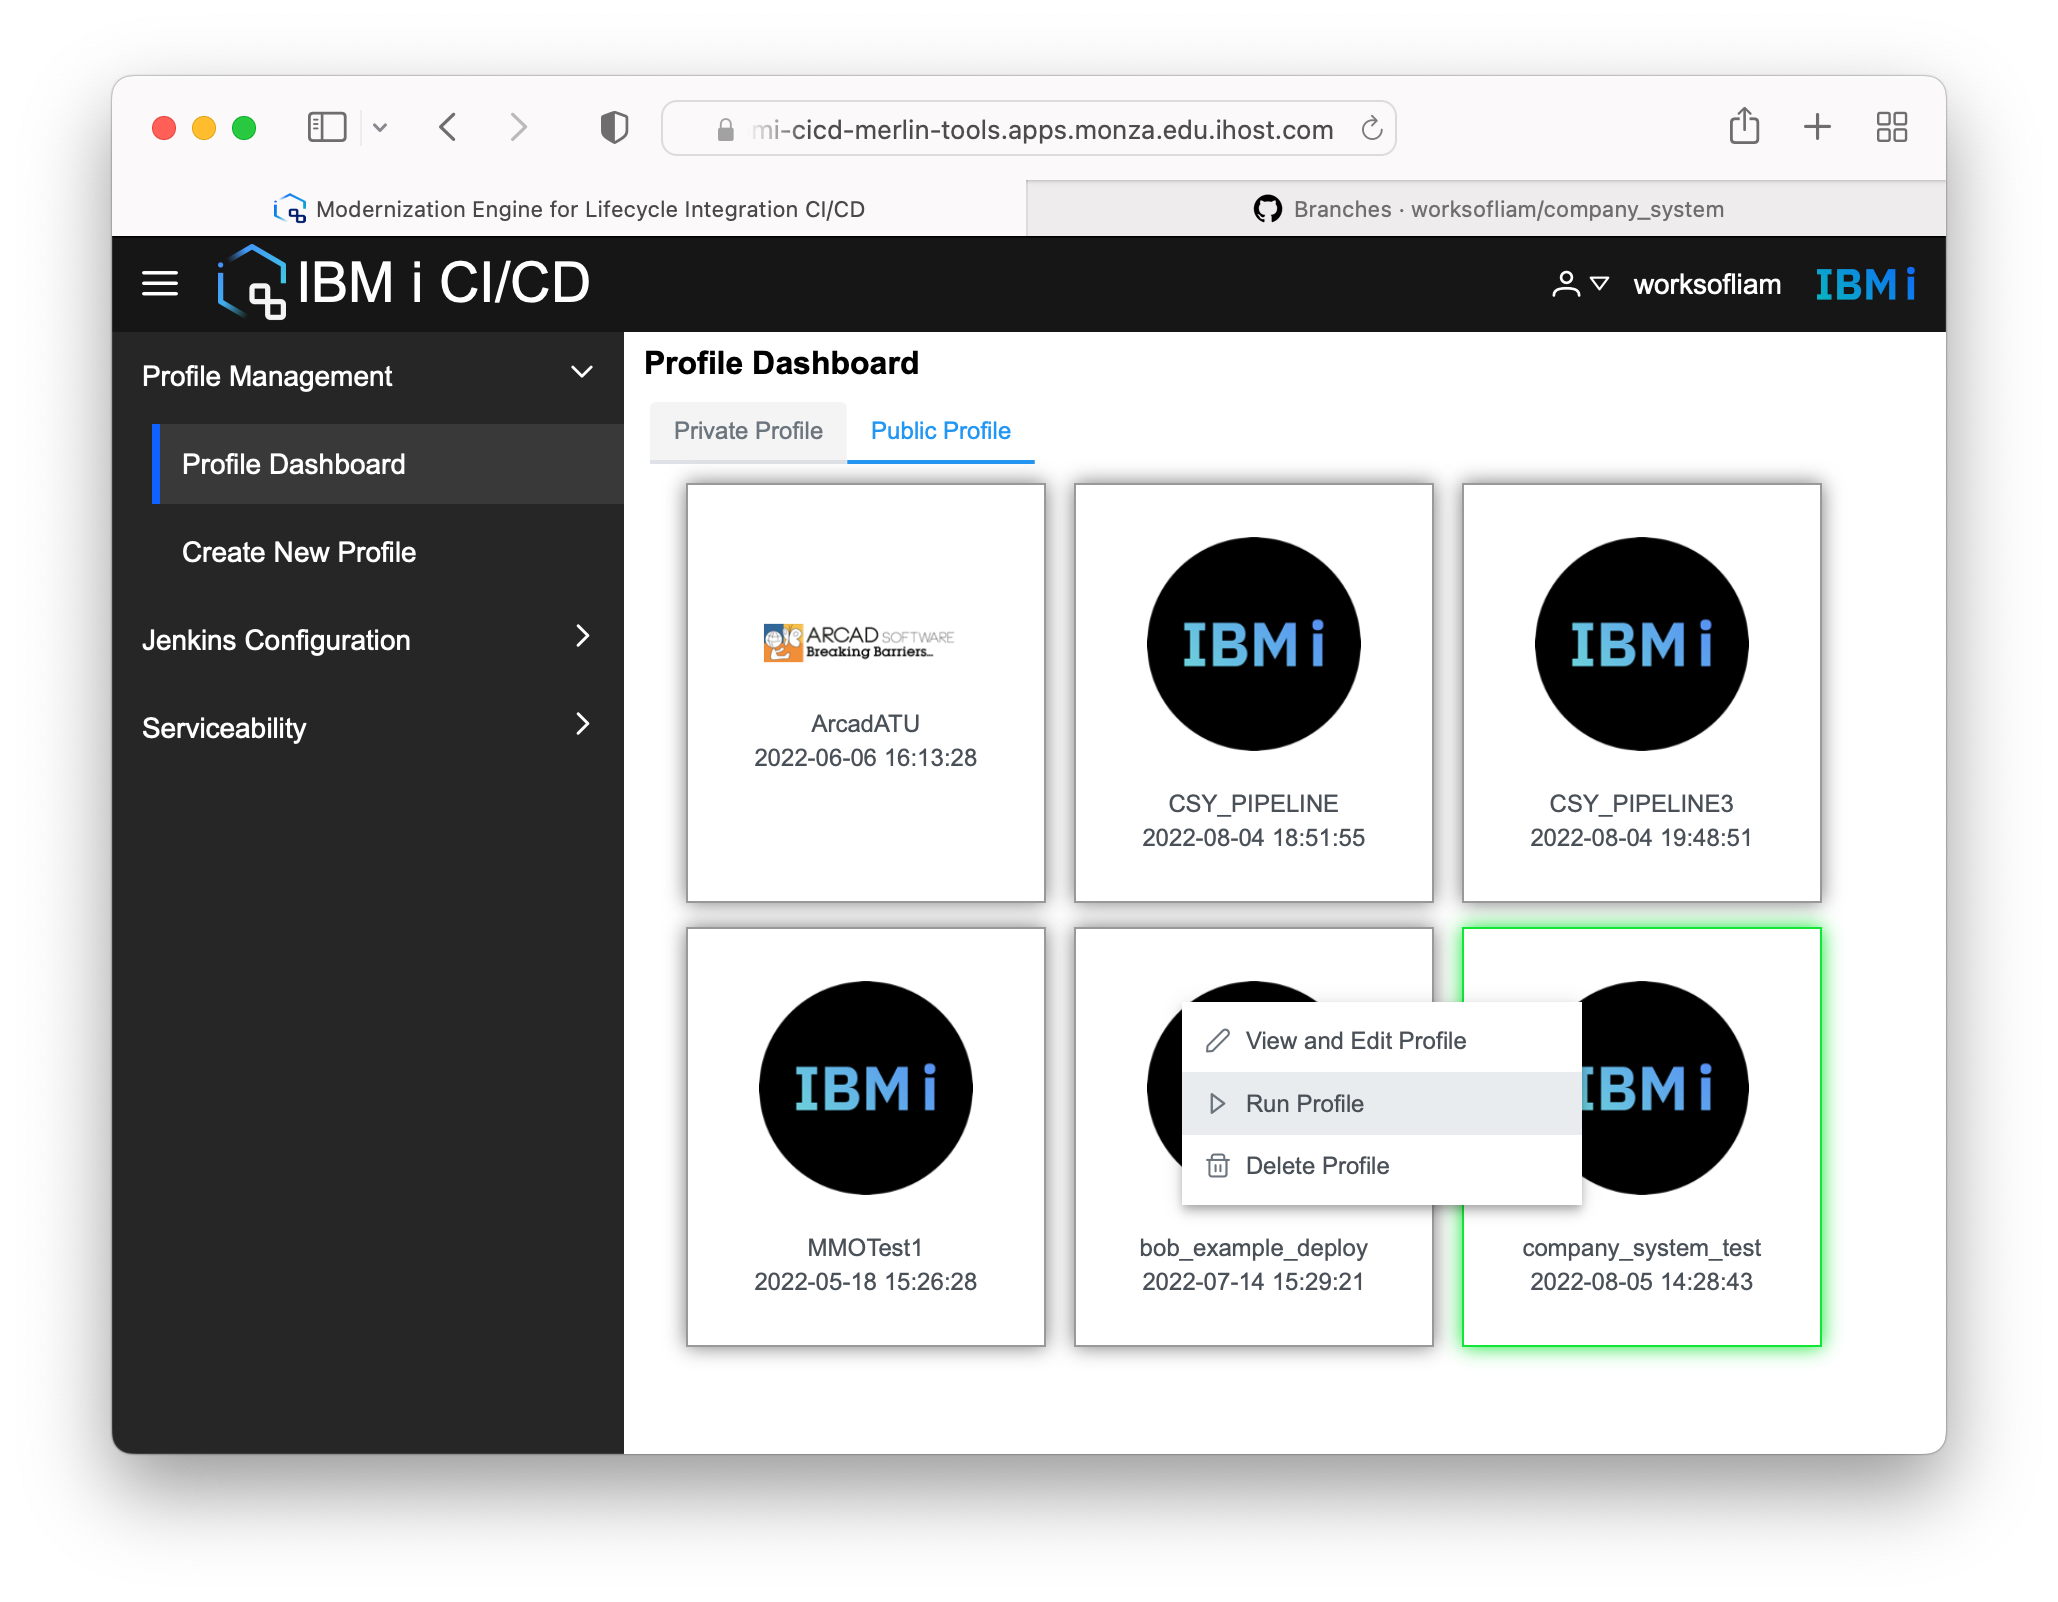 mi-cicd-merlin-tools.apps.monza.edu.ihost.com
Modernization Engine for Lifecycle Integration CI/CD
Branches · worksofliam/company_system
IBM i CI/CD
worksofliam
IBM i
Profile Management
Profile Dashboard
Create New Profile
Jenkins Configuration
Serviceability
Profile Dashboard
Private Profile
Public Profile
ARCAD SOFTWARE
Breaking Barriers...
ArcadATU
2022-06-06 16:13:28
IBM i
CSY_PIPELINE
2022-08-04 18:51:55
IBM i
CSY_PIPELINE3
2022-08-04 19:48:51
IBM i
MMOTest1
2022-05-18 15:26:28
View and Edit Profile
Run Profile
Delete Profile
bob_example_deploy
2022-07-14 15:29:21
IBM i
company_system_test
2022-08-05 14:28:43